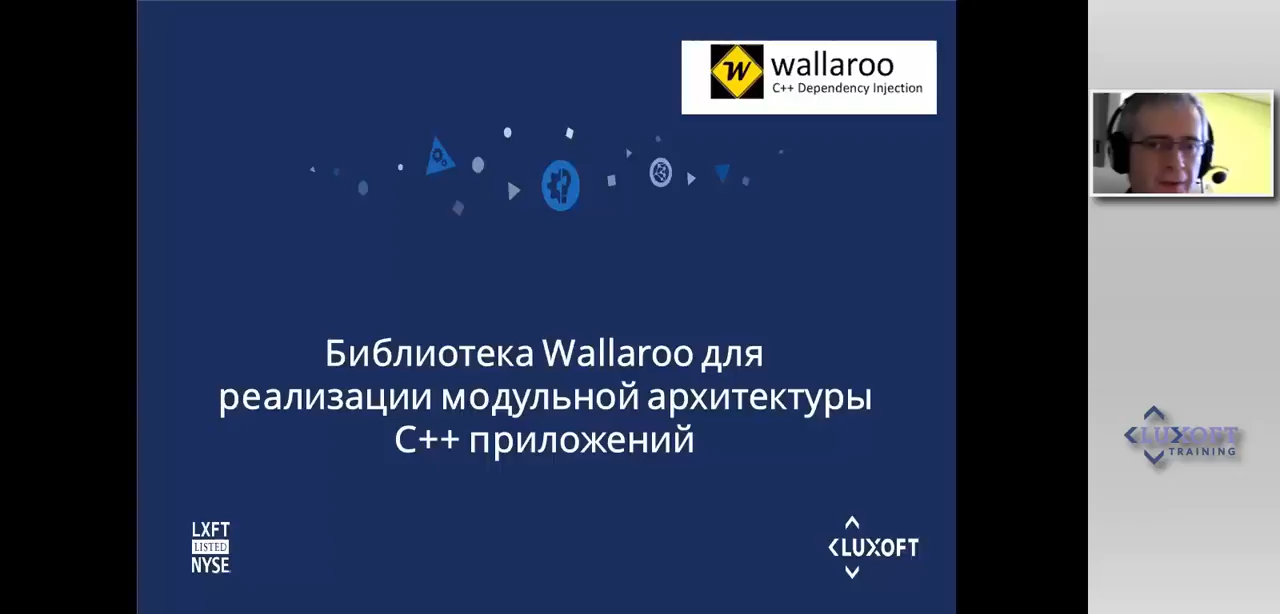 wallaroo
C++ Dependency Injection
Библиотека Wallaroo для
реализации модульной архитектуры
C++ приложений
LXFT
LISTED
NYSE
LUXOFT
LUXOFT
TRAINING